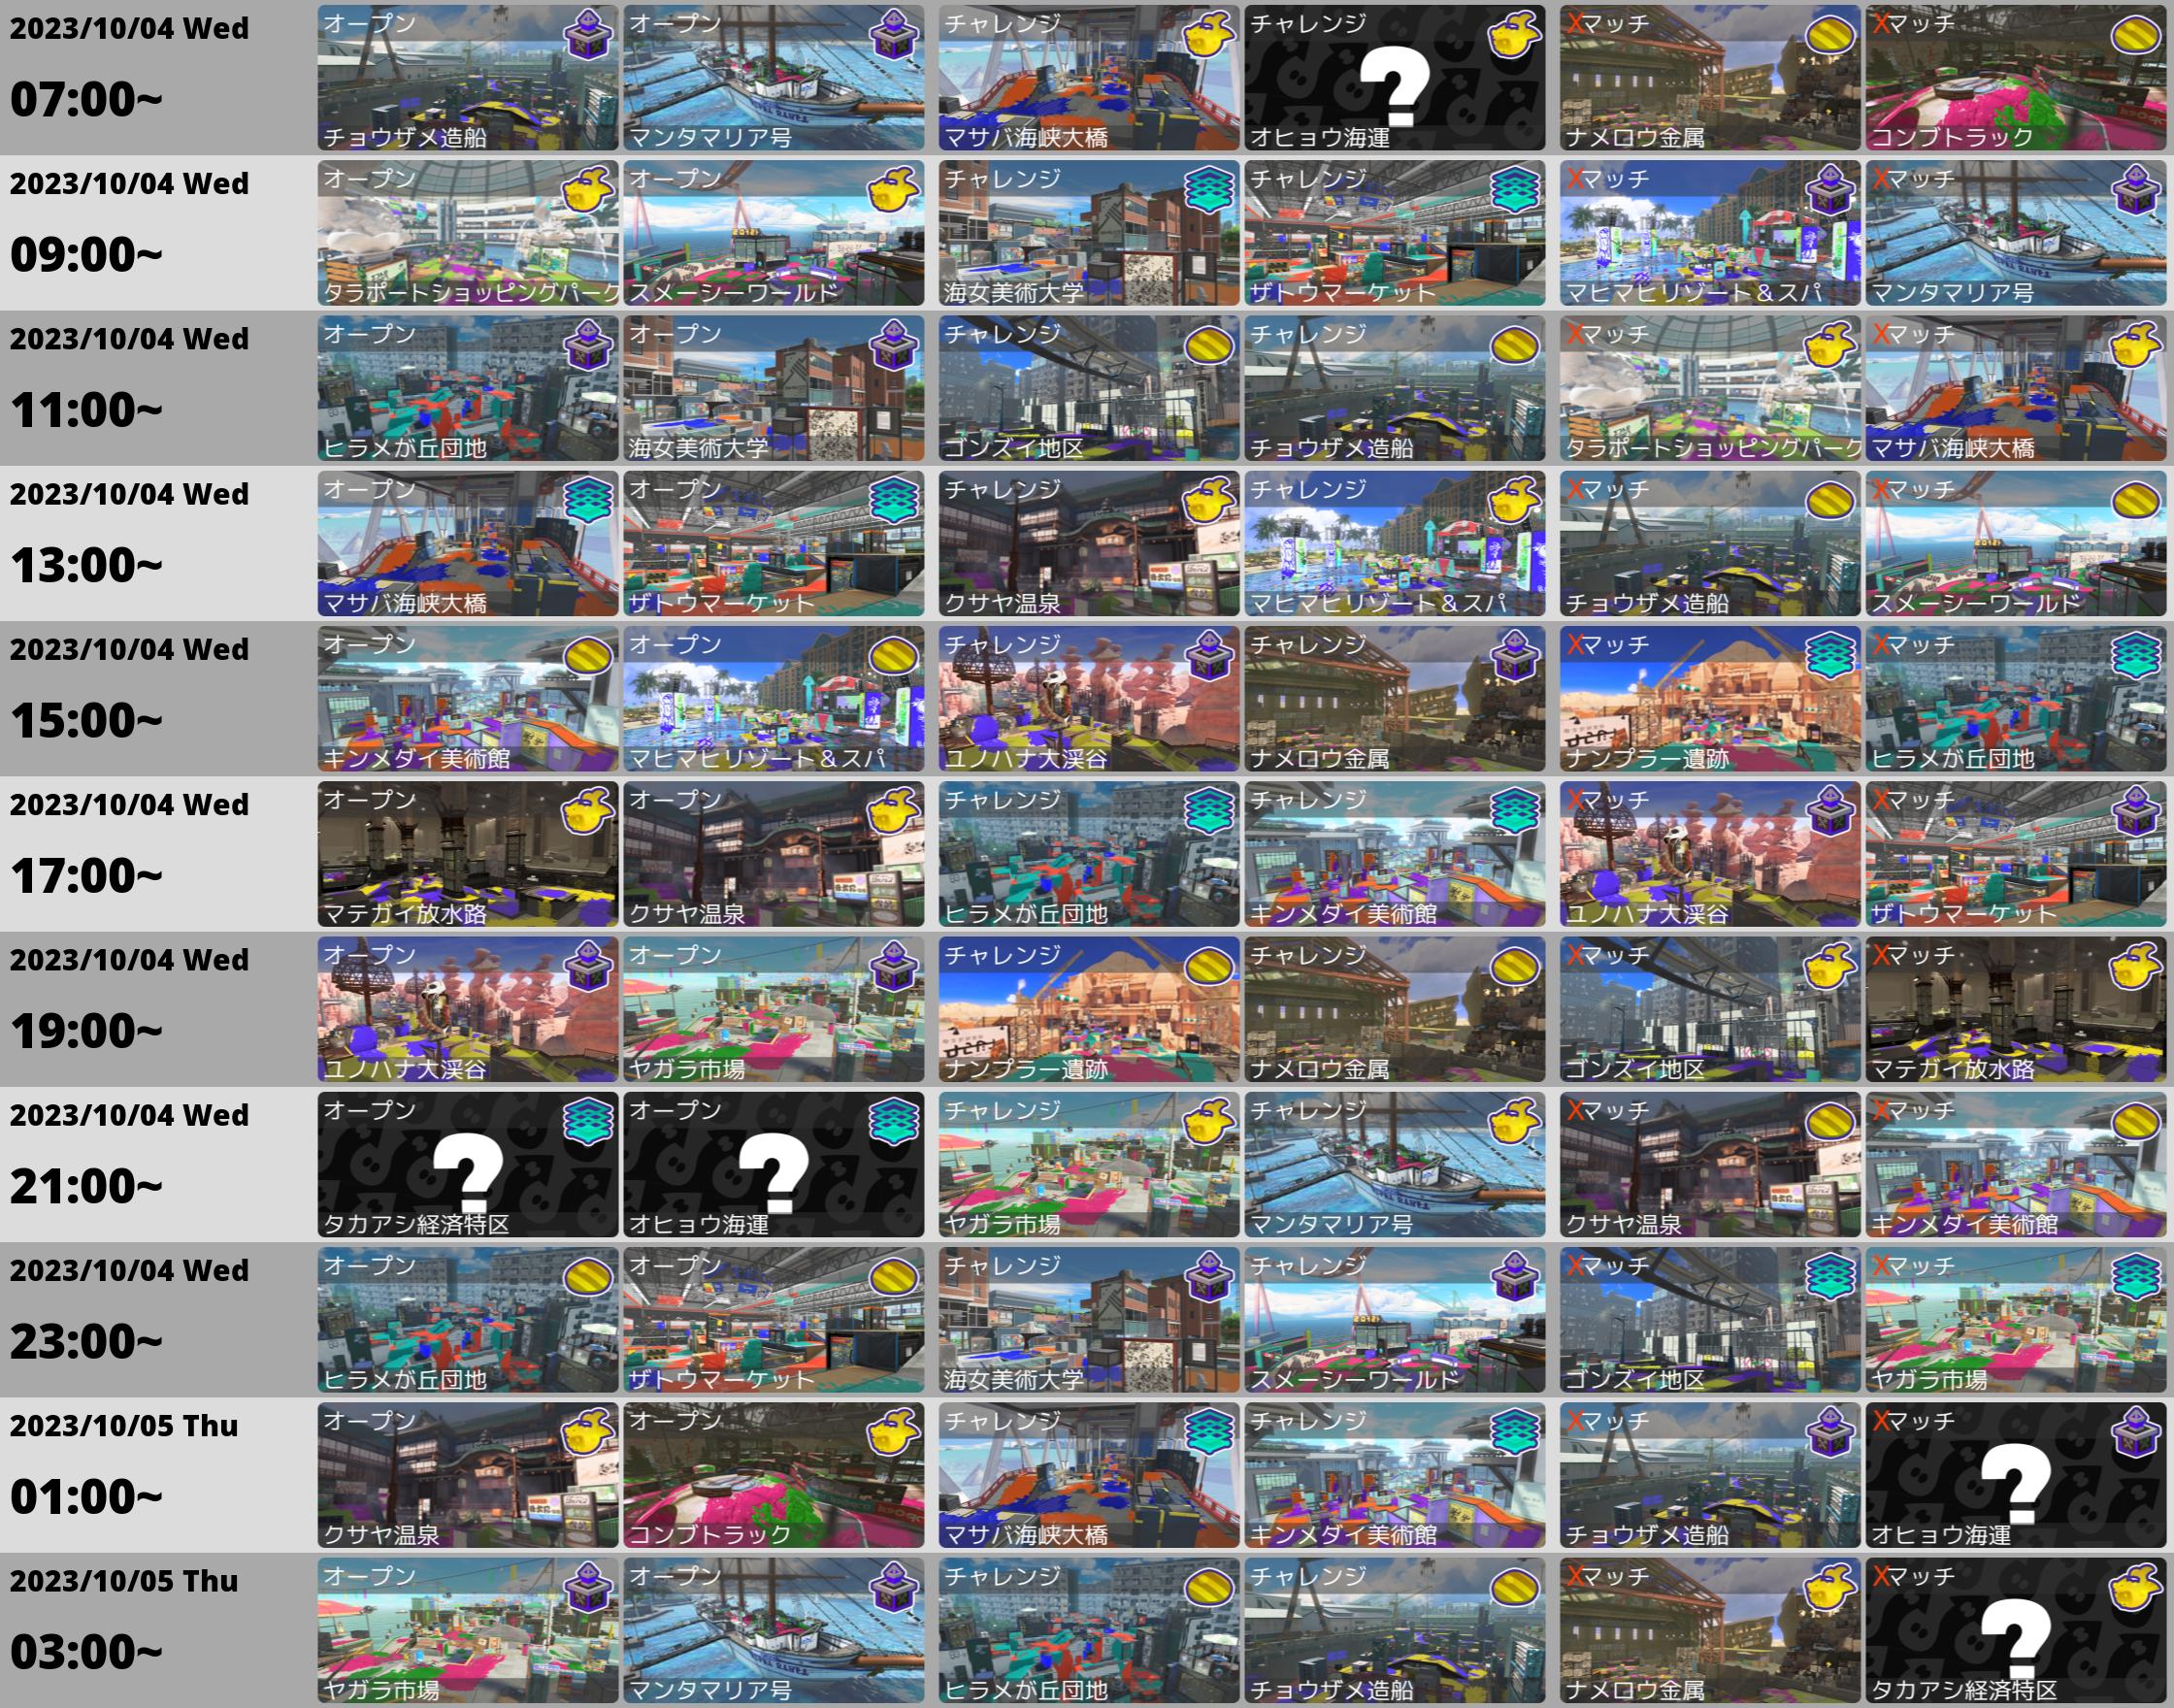 2023/10/04 Wed
07:00~
オープン
チョウザメ造船
オープン
マンタマリア号
チャレンジ
マサバ海峡大橋
チャレンジ
?
オヒョウ海運
Xマッチ
ナメロウ金属
Xマッチ
コンブトラック
2023/10/04 Wed
09:00~
オープン
タラポートショッピングパーク
オープン
スメーシーワールド
チャレンジ
海女美術大学
チャレンジ
ザトウマーケット
Xマッチ
マヒマヒリゾート&スパ
Xマッチ
マンタマリア号
2023/10/04 Wed
11:00~
オープン
ヒラメが丘団地
オープン
海女美術大学
チャレンジ
ゴンズイ地区
チャレンジ
チョウザメ造船
Xマッチ
タラポートショッピングパーク
Xマッチ
マサバ海峡大橋
2023/10/04 Wed
13:00~
オープン
マサバ海峡大橋
オープン
ザトウマーケット
チャレンジ
クサヤ温泉
チャレンジ
マヒマヒリゾート&スパ
Xマッチ
チョウザメ造船
Xマッチ
スメーシーワールド
2023/10/04 Wed
15:00~
オープン
キンメダイ美術館
オープン
マヒマヒリゾート&スパ
チャレンジ
ユノハナ大渓谷
チャレンジ
ナメロウ金属
Xマッチ
ナンプラー遺跡
Xマッチ
ヒラメが丘団地
2023/10/04 Wed
17:00~
オープン
マテガイ放水路
オープン
クサヤ温泉
チャレンジ
ヒラメが丘団地
チャレンジ
キンメダイ美術館
Xマッチ
ユノハナ大渓谷
Xマッチ
ザトウマーケット
2023/10/04 Wed
19:00~
オープン
ユノハナ大渓谷
オープン
ヤガラ市場
チャレンジ
ナンプラー遺跡
チャレンジ
ナメロウ金属
Xマッチ
ゴンズイ地区
Xマッチ
マテガイ放水路
2023/10/04 Wed
21:00~
オープン
?
タカアシ経済特区
オープン
?
オヒョウ海運
チャレンジ
ヤガラ市場
チャレンジ
マンタマリア号
Xマッチ
クサヤ温泉
Xマッチ
キンメダイ美術館
2023/10/04 Wed
23:00~
オープン
ヒラメが丘団地
オープン
ザトウマーケット
チャレンジ
海女美術大学
チャレンジ
スメーシーワールド
Xマッチ
ゴンズイ地区
Xマッチ
ヤガラ市場
2023/10/05 Thu
01:00~
オープン
クサヤ温泉
オープン
コンブトラック
チャレンジ
マサバ海峡大橋
チャレンジ
キンメダイ美術館
Xマッチ
チョウザメ造船
Xマッチ
?
オヒョウ海運
2023/10/05 Thu
03:00~
オープン
ヤガラ市場
オープン
マンタマリア号
チャレンジ
ヒラメが丘団地
チャレンジ
チョウザメ造船
Xマッチ
ナメロウ金属
Xマッチ
?
タカアシ経済特区